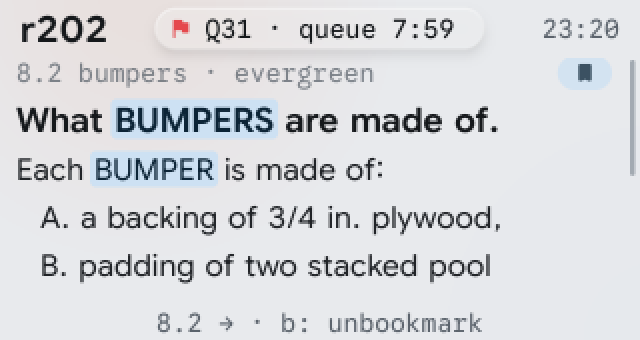 r202 Q31 · queue 7:59 23:20
8.2 bumpers · evergreen
What BUMPERS are made of.
Each BUMPER is made of:
A. a backing of 3/4 in. plywood,
B. padding of two stacked pool
8.2 → · b: unbookmark